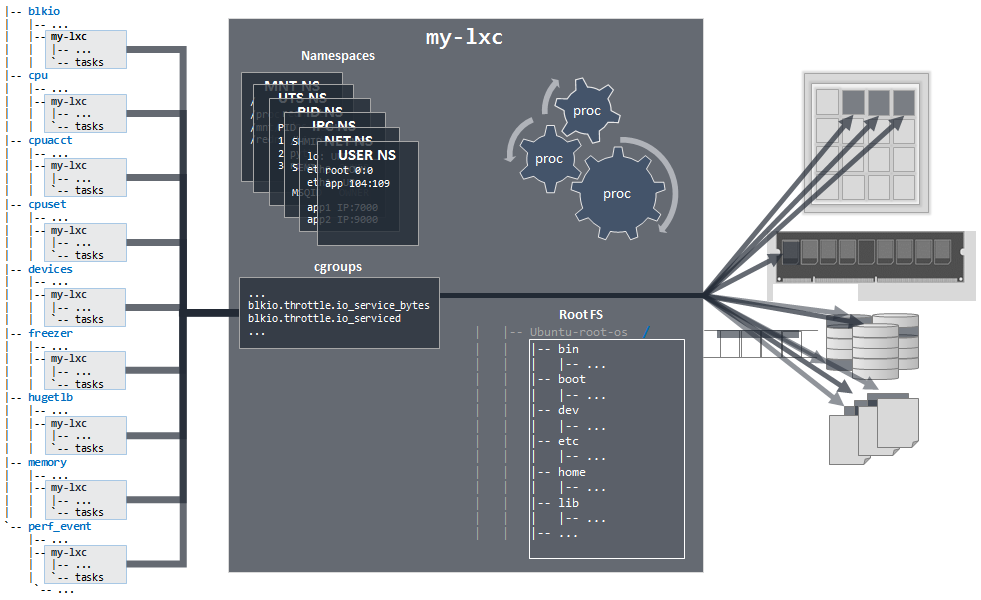 |-- blkio
|-- ...
|-- my-lxc
|-- ...
`-- tasks
|-- cpu
|-- ...
my-lxc
|-- ...
`-- tasks
|-- cpuacct
|-- ...
|-- my-lxc
|-- ...
`-- tasks
|-- cpuset
|-- ...
|-- my-lxc
|-- ...
`-- tasks
|-- devices
|-- ...
|-- my-lxc
|-- ...
`-- tasks
|-- freezer
|-- ...
|-- my-lxc
|-- ...
`-- tasks
|-- hugetlb
|-- ...
|-- my-lxc
|-- ...
`-- tasks
|-- memory
|-- ...
|-- my-lxc
|-- ...
`-- tasks
`-- perf_event
|-- ...
|-- my-lxc
|-- ...
`-- tasks
`-- ...
my-lxc
Namespaces
MNT NS
UTS NS
PID NS
IPC NS
NET NS
USER NS
root 0:0
app 104:109
app1 IP:7000
app2 IP:9000
proc
proc
proc
cgroups
...
blkio.throttle.io_service_bytes
blkio.throttle.io_serviced
...
RootFS
|-- Ubuntu-root-os /
|-- bin
|-- ...
|-- boot
|-- ...
|-- dev
|-- ...
|-- etc
|-- ...
|-- home
|-- ...
|-- lib
|-- ...
|-- ...